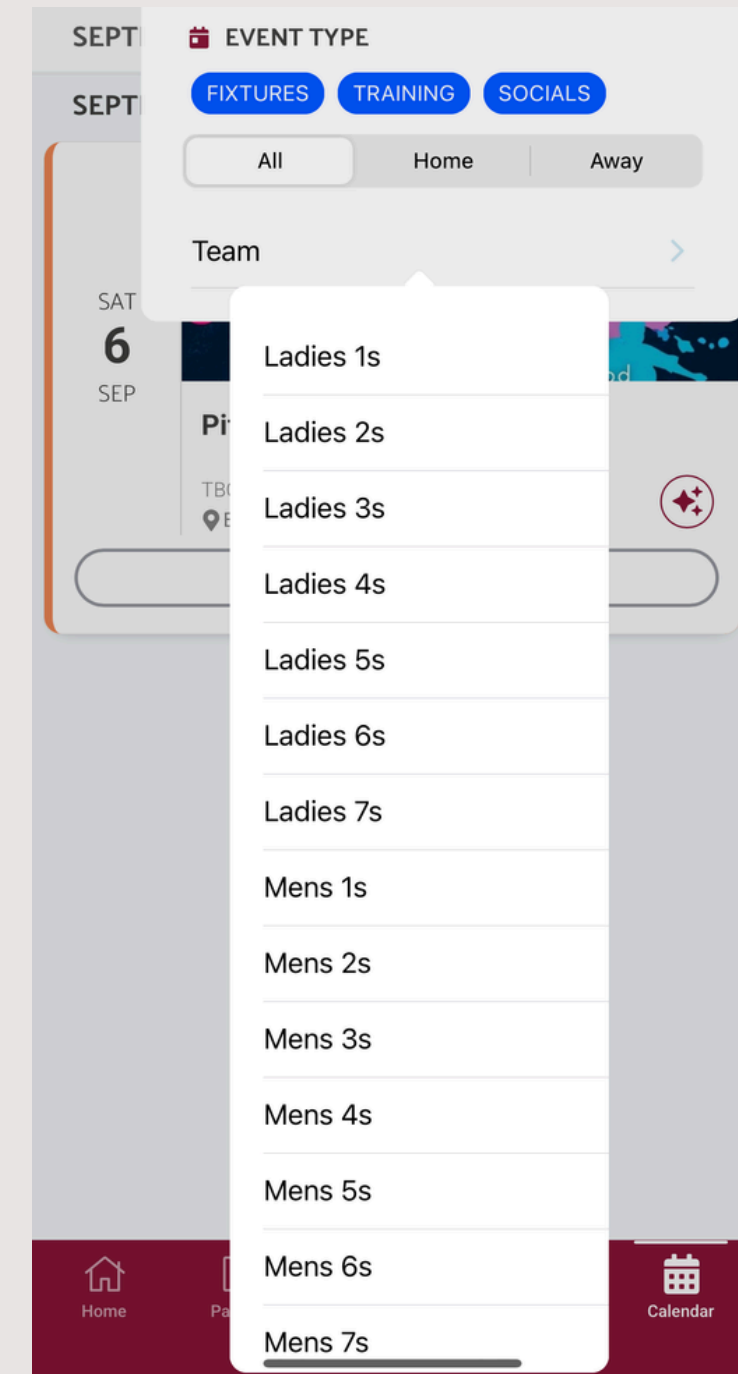 SEPT
EVENT TYPE
SEPT
FIXTURES TRAINING SOCIALS
All Home Away
Team
SAT
6
SEP
Ladies 1s
Ladies 2s
Ladies 3s
Ladies 4s
Ladies 5s
Ladies 6s
Ladies 7s
Mens 1s
Mens 2s
Mens 3s
Mens 4s
Mens 5s
Mens 6s
Mens 7s
Home
Calendar